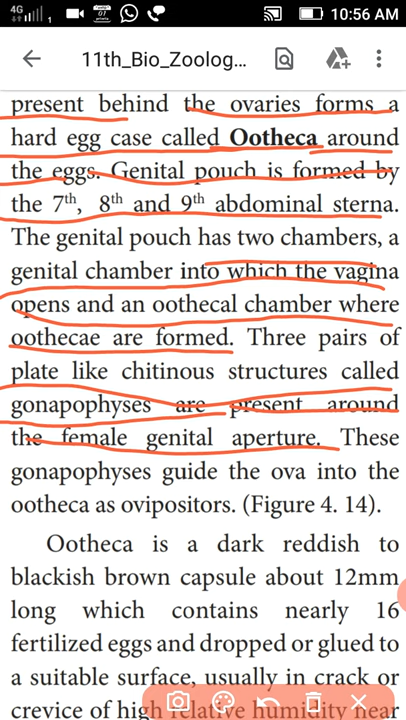 4G 10:56 AM
11th_Bio_Zoolog...
present behind the ovaries forms a
hard egg case called Ootheca around
the eggs. Genital pouch is formed by
the 7th, 8th and 9th abdominal sterna.
The genital pouch has two chambers, a
genital chamber into which the vagina
opens and an oothecal chamber where
oothecae are formed. Three pairs of
plate like chitinous structures called
gonapophyses are present around
the female genital aperture. These
gonapophyses guide the ova into the
ootheca as ovipositors. (Figure 4. 14).
Ootheca is a dark reddish to
blackish brown capsule about 12mm
long which contains nearly 16
fertilized eggs and dropped or glued to
a suitable surface, usually in crack or
crevice of high relative humidity near